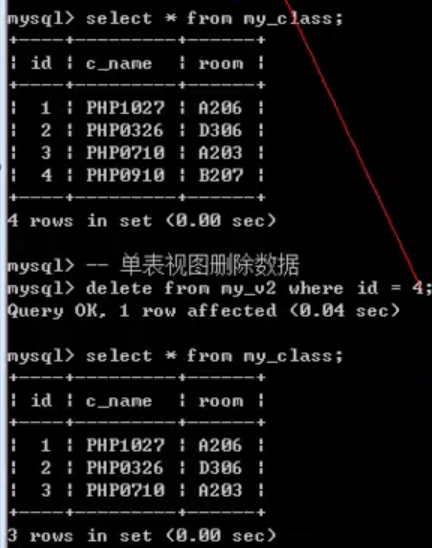 mysql> select * from my_class;
+----+---------+------+
| id | c_name | room |
+----+---------+------+
| 1 | PHP1027 | A206 |
| 2 | PHP0326 | D306 |
| 3 | PHP0710 | A203 |
| 4 | PHP0910 | B207 |
+----+---------+------+
4 rows in set (0.00 sec)
mysql> -- 单表视图删除数据
mysql> delete from my_v2 where id = 4;
Query OK, 1 row affected (0.04 sec)
mysql> select * from my_class;
+----+---------+------+
| id | c_name | room |
+----+---------+------+
| 1 | PHP1027 | A206 |
| 2 | PHP0326 | D306 |
| 3 | PHP0710 | A203 |
+----+---------+------+
3 rows in set (0.00 sec)